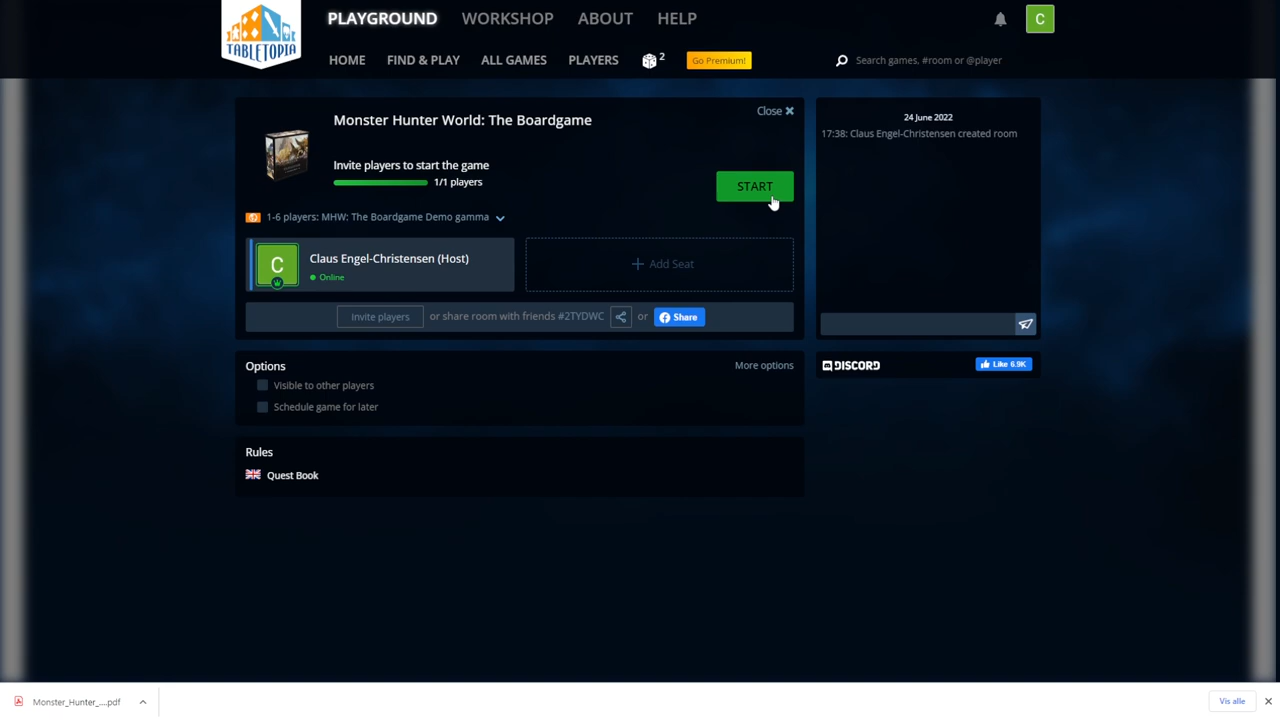 PLAYGROUND WORKSHOP ABOUT HELP C
TABLETOPIA
HOME FIND & PLAY ALL GAMES PLAYERS 2 Go Premium! Search games, #room or @player
Monster Hunter World: The Boardgame Close
Invite players to start the game
1/1 players
START
1-6 players: MHW: The Boardgame Demo gamma
C Claus Engel-Christensen (Host)
Online
+ Add Seat
Invite players or share room with friends #2TYDWC or Share
24 June 2022
17:38: Claus Engel-Christensen created room
Options More options
Visible to other players
Schedule game for later
DISCORD Like 6.9K
Rules
Quest Book
Monster_Hunter_....pdf Vis alle